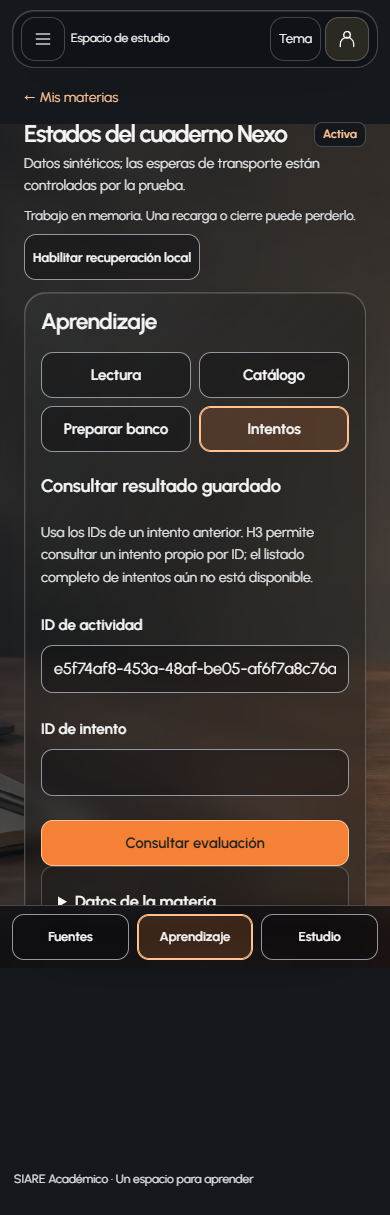 Espacio de estudio
Tema
← Mis materias
Estados del cuaderno Nexo
Activa
Datos sintéticos; las esperas de transporte están
controladas por la prueba.
Trabajo en memoria. Una recarga o cierre puede perderlo.
Habilitar recuperación local
Aprendizaje
Lectura
Catálogo
Preparar banco
Intentos
Consultar resultado guardado
Usa los IDs de un intento anterior. H3 permite
consultar un intento propio por ID; el listado
completo de intentos aún no está disponible.
ID de actividad
e5f74af8-453a-48af-be05-af6f7a8c76a
ID de intento
Consultar evaluación
Datos de la materia
Fuentes
Aprendizaje
Estudio
SIARE Académico · Un espacio para aprender